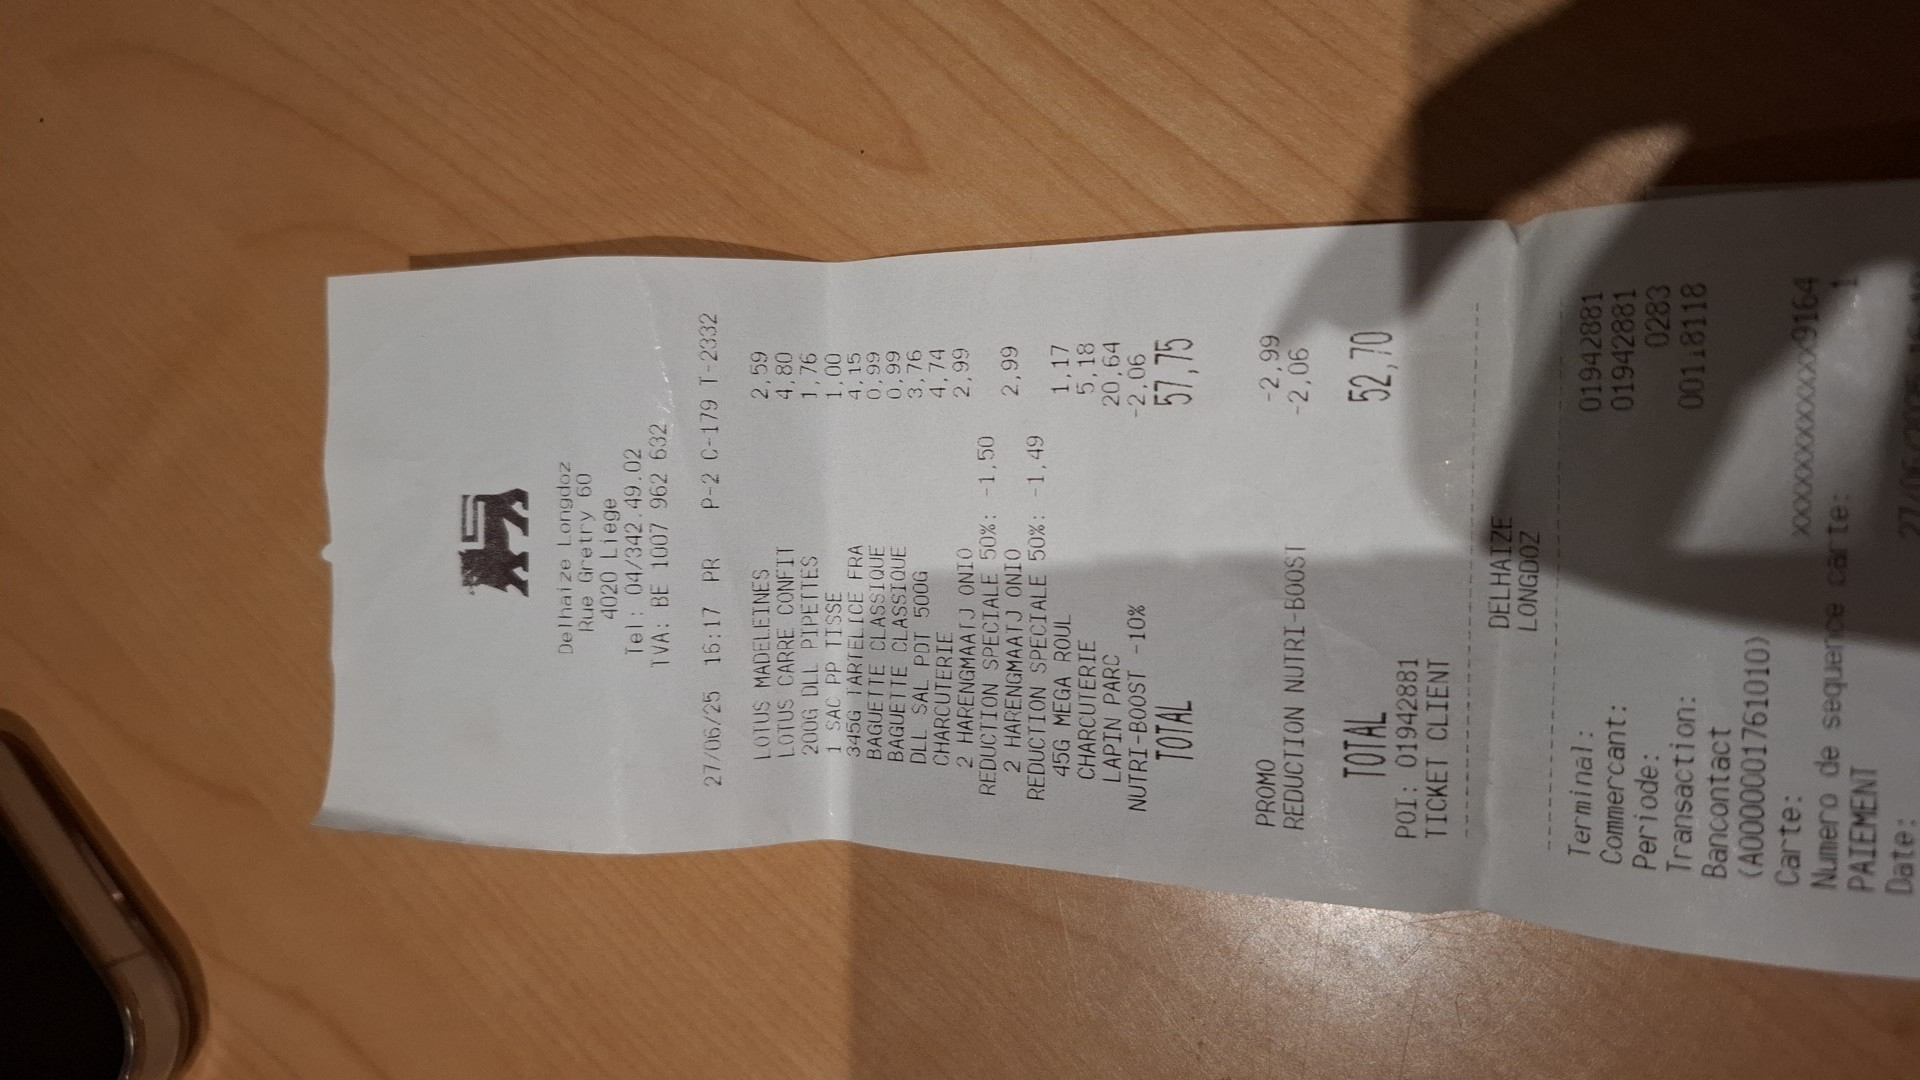 Delhaize Longdoz
Rue Gretry 60
4020 Liege
Tel : 04/342.49.02
TVA: BE 1007 962 632
27/06/25 16:17 PR P-2 C-179 T-2332
LOTUS MADELEINES 2,59
LOTUS CARRE CONFIT 4,80
200G DLL PIPETTES 1,76
1 SAC PP TISSE 1,00
345G TARTELICE FRA 4,15
BAGUETTE CLASSIQUE 0,99
BAGUETTE CLASSIQUE 0,99
DLL SAL PDT 500G 3,76
CHARCUTERIE 4,74
2 HARENGMAATJ ONIO 2,99
REDUCTION SPECIALE 50%: -1,50
2 HARENGMAATJ ONIO 2,99
REDUCTION SPECIALE 50%: -1,49
45G MEGA ROUL 1,17
CHARCUTERIE 5,18
LAPIN PARC 20,64
NUTRI-BOOST -10% -2,06
TOTAL 57,75
PROMO -2,99
REDUCTION NUTRI-BOOST -2,06
TOTAL 52,70
POI: 01942881
TICKET CLIENT
DELHAIZE
LONGDOZ
Terminal: 01942881
Commercant: 01942881
Periode: 0283
Transaction: 00118118
Bancontact
(A0000001761010)
Carte: xxxxxxxxxxxxx9164
Numero de sequence carte: 1
PAIEMENT
Date: 27/06/2025